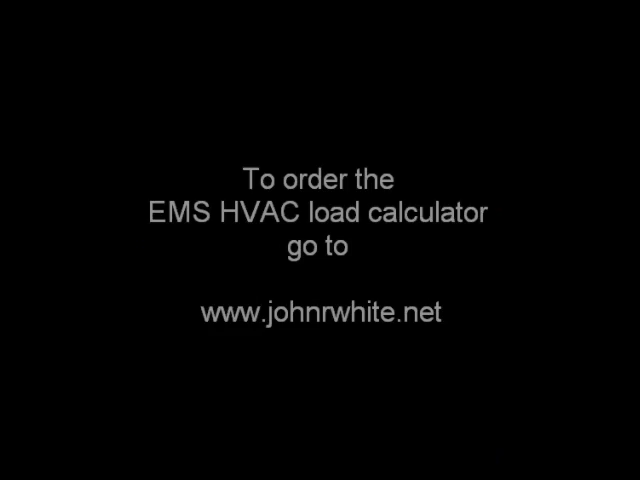 To order the
EMS HVAC load calculator
go to
www.johnrwhite.net